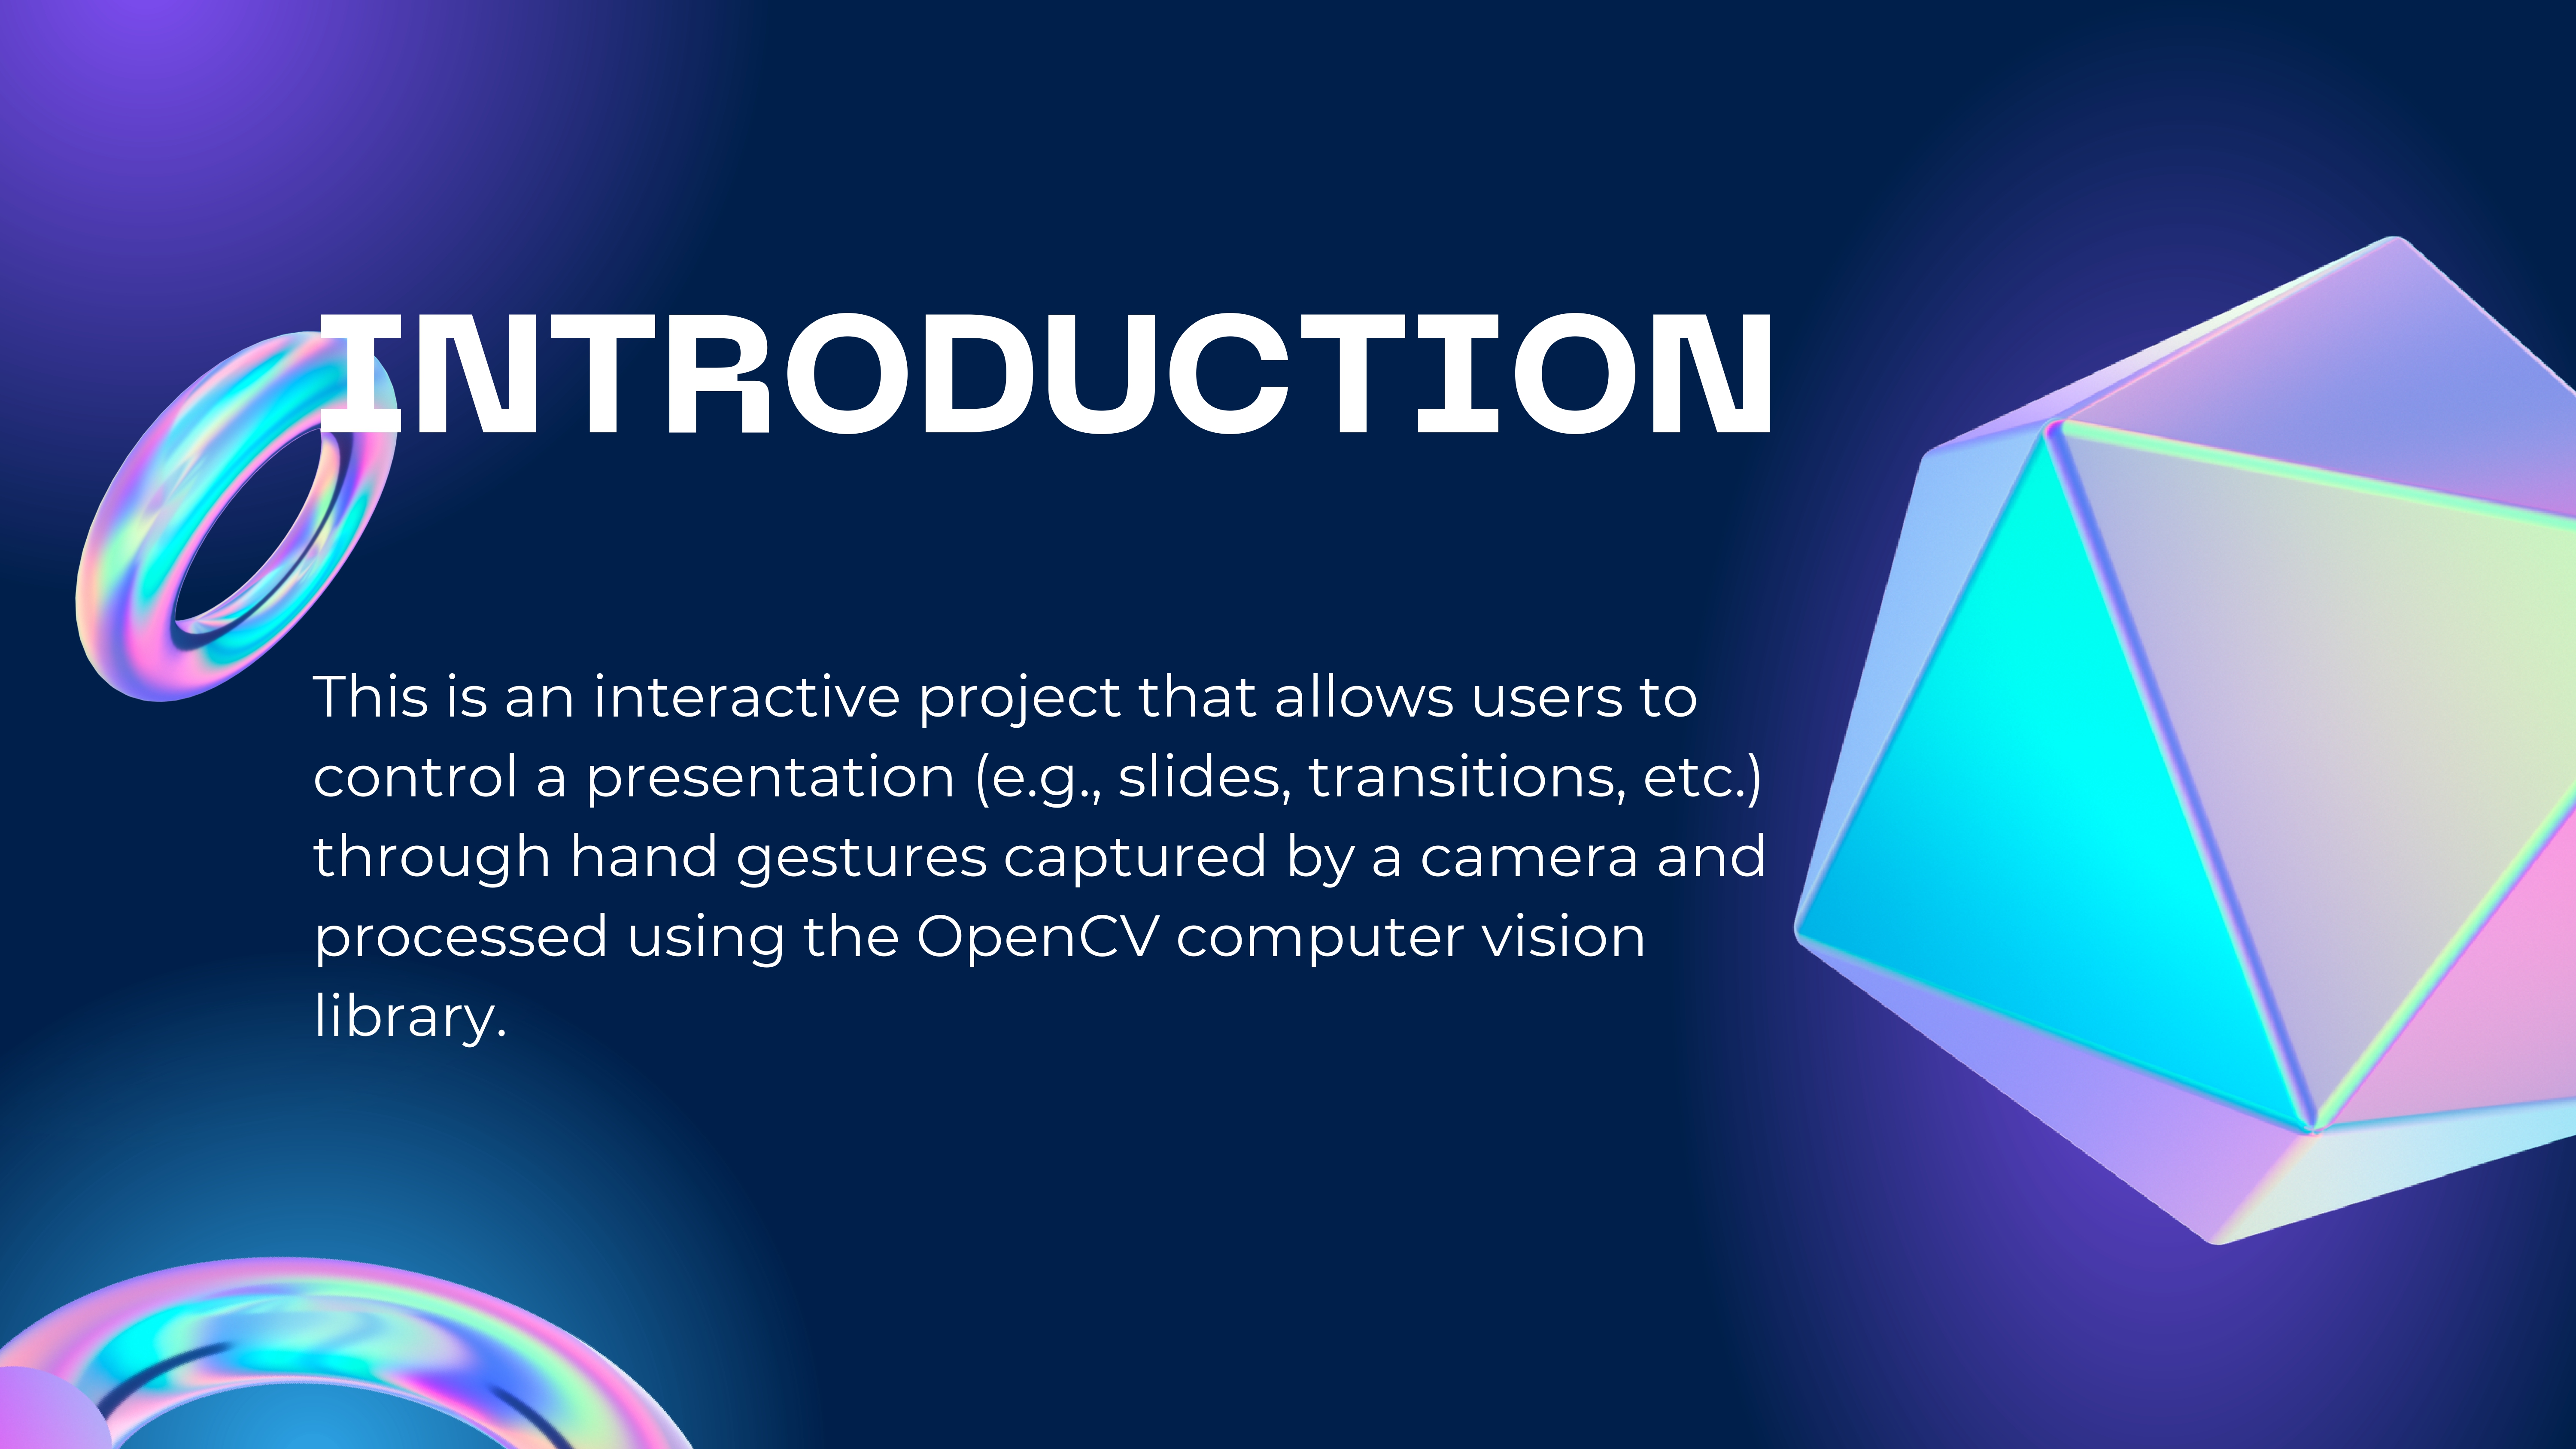 INTRODUCTION
This is an interactive project that allows users to
control a presentation (e.g., slides, transitions, etc.)
through hand gestures captured by a camera and
processed using the OpenCV computer vision
library.